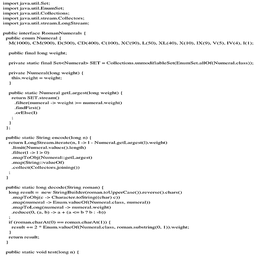 import java.util.Set;
import java.util.EnumSet;
import java.util.Collections;
import java.util.stream.Collectors;
import java.util.stream.LongStream;
public interface RomanNumerals {
public enum Numeral {
M(1000), CM(900), D(500), CD(400), C(100), XC(90), L(50), XL(40), X(10), IX(9), V(5), IV(4), I(1);
public final long weight;
private static final Set<Numeral> SET = Collections.unmodifiableSet(EnumSet.allOf(Numeral.class));
private Numeral(long weight) {
this.weight = weight;
}
public static Numeral getLargest(long weight) {
return SET.stream()
.filter(numeral -> weight >= numeral.weight)
.findFirst()
.orElse(I)
;
}
};
public static String encode(long n) {
return LongStream.iterate(n, l -> l - Numeral.getLargest(l).weight)
.limit(Numeral.values().length)
.filter(l -> l > 0)
.mapToObj(Numeral::getLargest)
.map(String::valueOf)
.collect(Collectors.joining())
;
}
public static long decode(String roman) {
long result = new StringBuilder(roman.toUpperCase()).reverse().chars()
.mapToObj(c -> Character.toString((char) c))
.map(numeral -> Enum.valueOf(Numeral.class, numeral))
.mapToLong(numeral -> numeral.weight)
.reduce(0, (a, b) -> a + (a <= b ? b : -b))
;
if (roman.charAt(0) == roman.charAt(1)) {
result += 2 * Enum.valueOf(Numeral.class, roman.substring(0, 1)).weight;
}
return result;
}
public static void test(long n) {